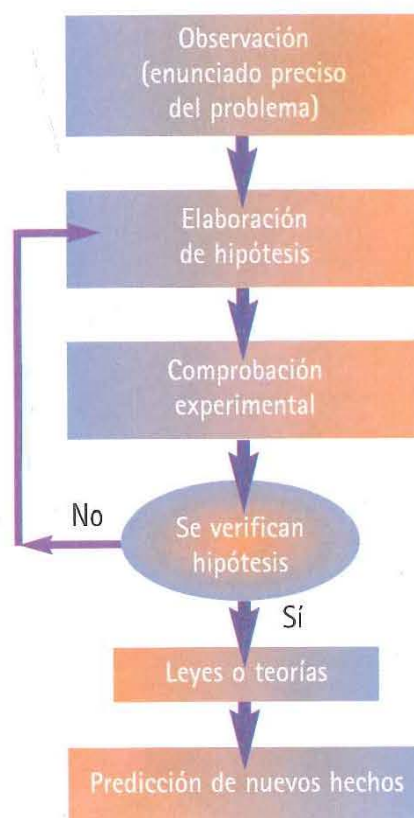 Observación
(enunciado preciso
del problema)
Elaboración
de hipótesis
Comprobación
experimental
No
Se verifican
hipótesis
Sí
Leyes o teorías
Predicción de nuevos hechos